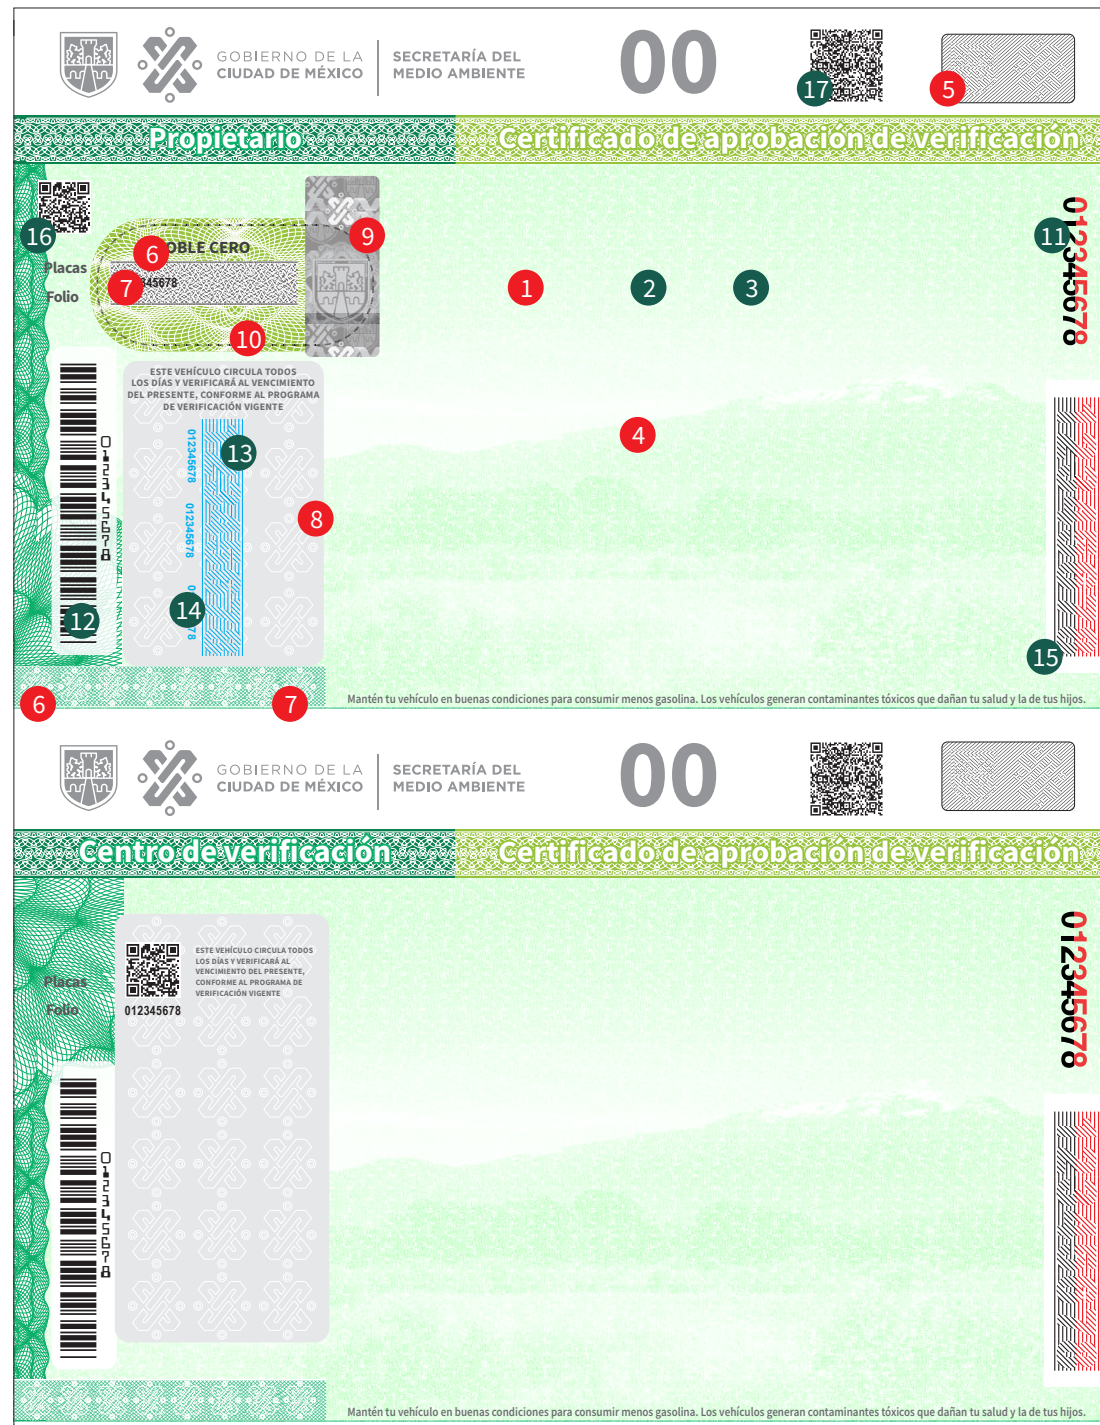 GOBIERNO DE LA
CIUDAD DE MÉXICO
SECRETARÍA DEL
MEDIO AMBIENTE
00
17
5
Propietario
Certificado de aprobación de verificación
16
6
OBLE CERO
9
11
012345678
Placas
7
345678
Folio
1
2
3
10
ESTE VEHÍCULO CIRCULA TODOS
LOS DÍAS Y VERIFICARÁ AL VENCIMIENTO
DEL PRESENTE, CONFORME AL PROGRAMA
DE VERIFICACIÓN VIGENTE
4
012345678
012345678
13
012345678
8
14
0
78
12
15
6
7
Mantén tu vehículo en buenas condiciones para consumir menos gasolina. Los vehículos generan contaminantes tóxicos que dañan tu salud y la de tus hijos.
GOBIERNO DE LA
CIUDAD DE MÉXICO
SECRETARÍA DEL
MEDIO AMBIENTE
00
Centro de verificación
Certificado de aprobación de verificación
ESTE VEHÍCULO CIRCULA TODOS
LOS DÍAS Y VERIFICARÁ AL
VENCIMIENTO DEL PRESENTE,
CONFORME AL PROGRAMA DE
VERIFICACIÓN VIGENTE
Placas
Folio
012345678
012345678
012345678
Mantén tu vehículo en buenas condiciones para consumir menos gasolina. Los vehículos generan contaminantes tóxicos que dañan tu salud y la de tus hijos.